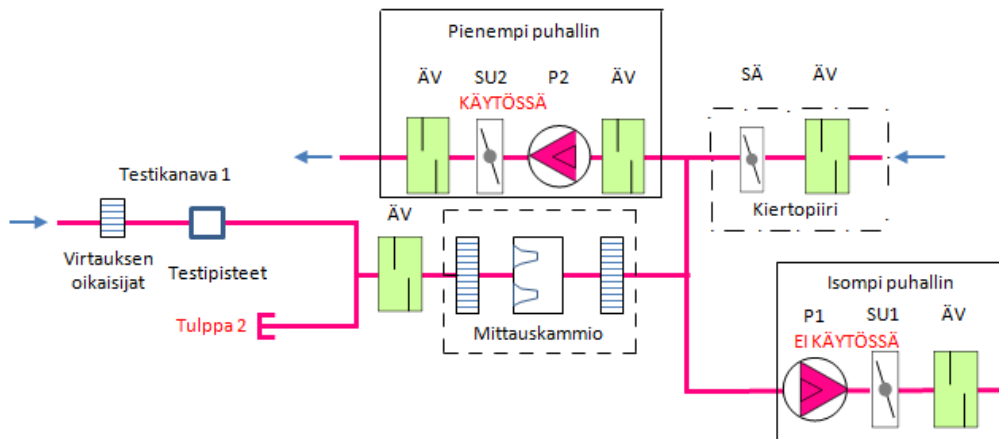 Pienempi puhallin
ÄV SU2 P2 ÄV
KÄYTÖSSÄ
SÄ ÄV
Kiertopiiri
Testikanava 1
Virtauksen
oikaisijat
Testipisteet
ÄV
Tulppa 2
Mittauskammio
Isompi puhallin
P1 SU1 ÄV
EI KÄYTÖSSÄ